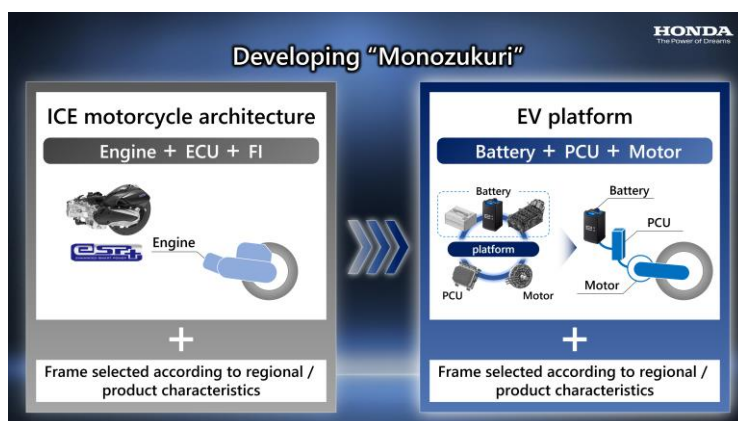 HONDA
The Power of Dreams
Developing “Monozukuri”
ICE motorcycle architecture
Engine + ECU + FI
eSP+
Engine
+
Frame selected according to regional /
product characteristics
EV platform
Battery + PCU + Motor
Battery
platform
PCU
Motor
Battery
PCU
Motor
+
Frame selected according to regional /
product characteristics